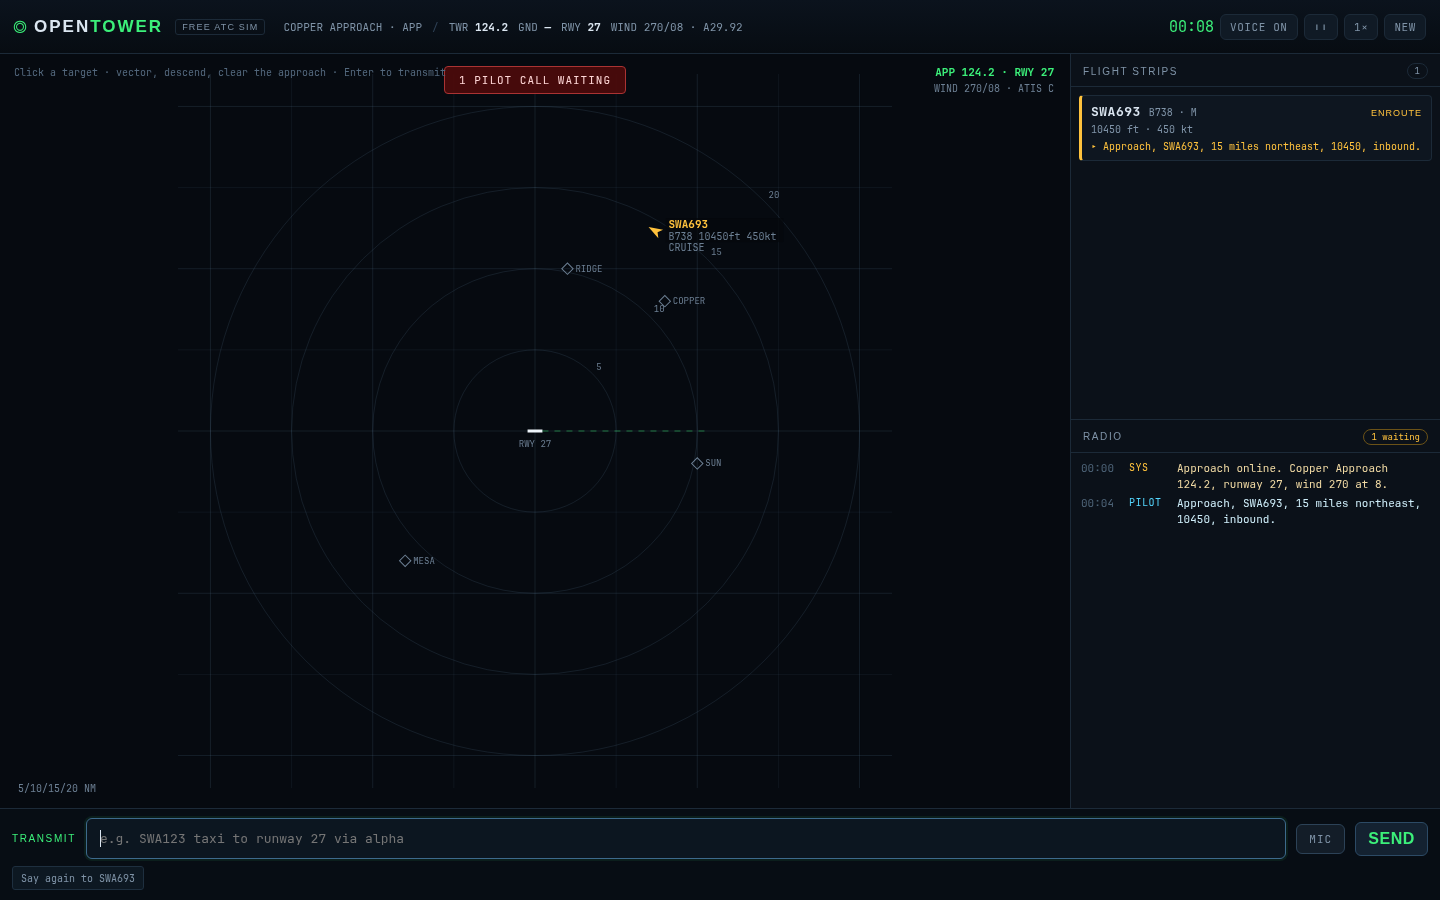 OPENTOWER FREE ATC SIM COPPER APPROACH · APP / TWR 124.2 GND — RWY 27 WIND 270/08 · A29.92 00:08 VOICE ON 1× NEW
Click a target · vector, descend, clear the approach · Enter to transmit
1 PILOT CALL WAITING
APP 124.2 · RWY 27
WIND 270/08 · ATIS C
20
SWA693
B738 10450ft 450kt
CRUISE
15
RIDGE
COPPER
10
5
RWY 27
SUN
MESA
5/10/15/20 NM
FLIGHT STRIPS 1
SWA693 B738 · M ENROUTE
10450 ft · 450 kt
▸ Approach, SWA693, 15 miles northeast, 10450, inbound.
RADIO 1 waiting
00:00 SYS Approach online. Copper Approach
124.2, runway 27, wind 270 at 8.
00:04 PILOT Approach, SWA693, 15 miles northeast,
10450, inbound.
TRANSMIT e.g. SWA123 taxi to runway 27 via alpha MIC SEND
Say again to SWA693